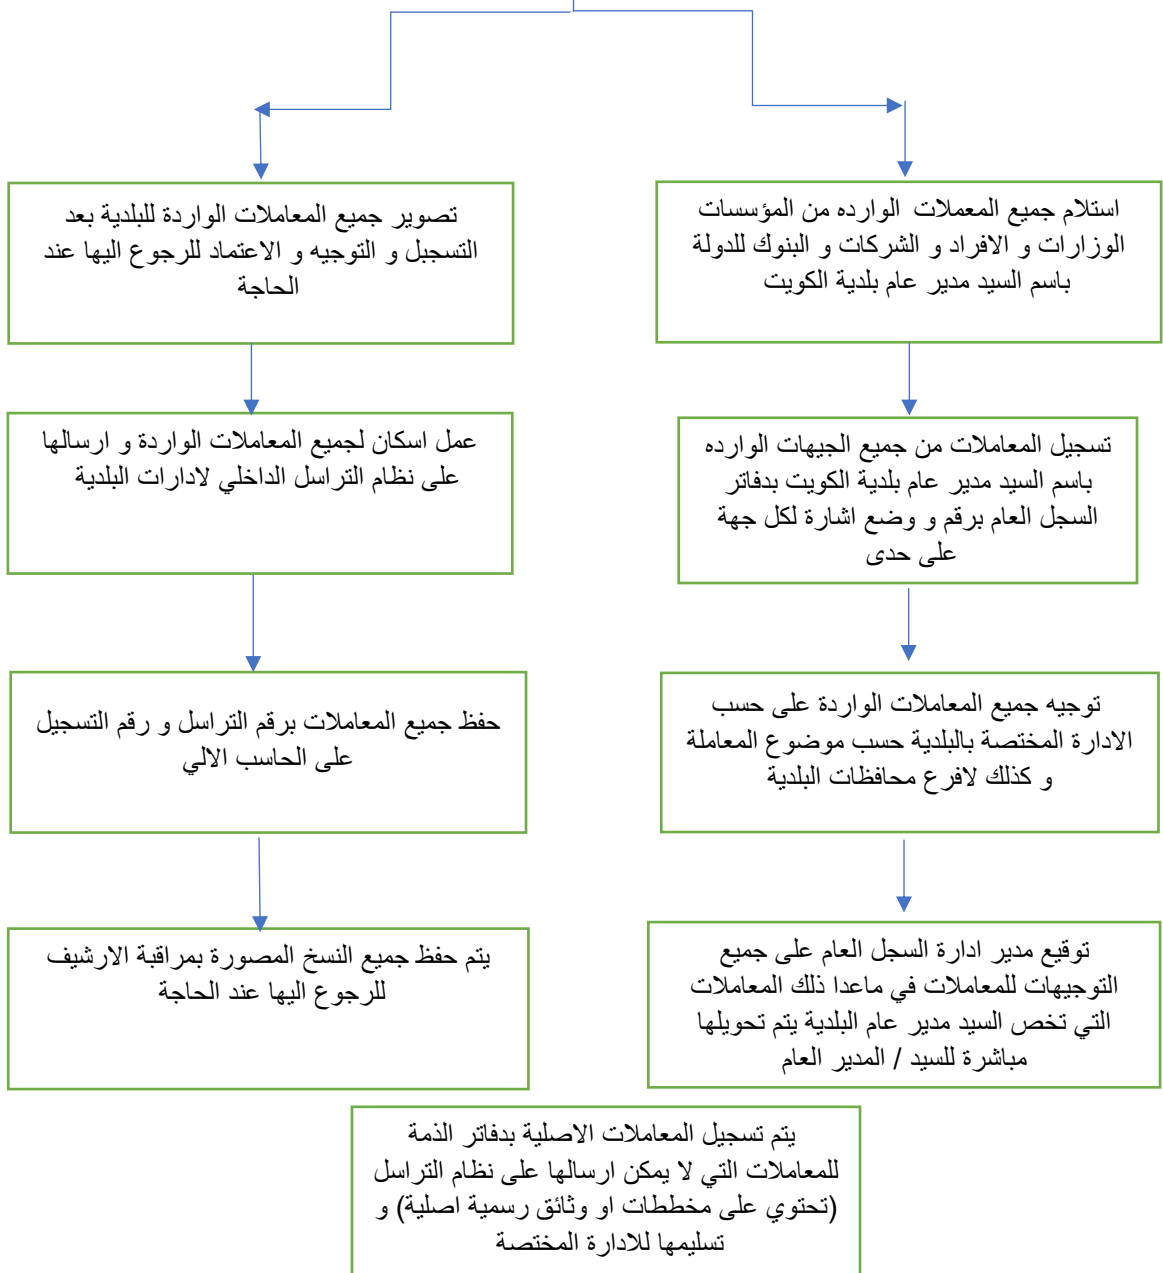 استلام جميع المعملات الوارده من المؤسسات
الوزارات و الافراد و الشركات و البنوك للدولة
باسم السيد مدير عام بلدية الكويت
تسجيل المعاملات من جميع الجيهات الوارده
باسم السيد مدير عام بلدية الكويت بدفاتر
السجل العام برقم و وضع اشارة لكل جهة
على حدى
توجيه جميع المعاملات الواردة على حسب
الادارة المختصة بالبلدية حسب موضوع المعاملة
و كذلك لافرع محافظات البلدية
توقيع مدير ادارة السجل العام على جميع
التوجيهات للمعاملات في ماعدا ذلك المعاملات
التي تخص السيد مدير عام البلدية يتم تحويلها
مباشرة للسيد / المدير العام
تصوير جميع المعاملات الواردة للبلدية بعد
التسجبل و التوجيه و الاعتماد للرجوع اليها عند
الحاجة
عمل اسكان لجميع المعاملات الواردة و ارسالها
على نظام التراسل الداخلي لادارات البلدية
حفظ جميع المعاملات برقم التراسل و رقم التسجيل
على الحاسب الالي
يتم حفظ جميع النسخ المصورة بمراقبة الارشيف
للرجوع اليها عند الحاجة
يتم تسجيل المعاملات الاصلية بدفاتر الذمة
للمعاملات التي لا يمكن ارسالها على نظام التراسل
(تحتوي على مخططات او وثائق رسمية اصلية) و
تسليمها للادارة المختصة